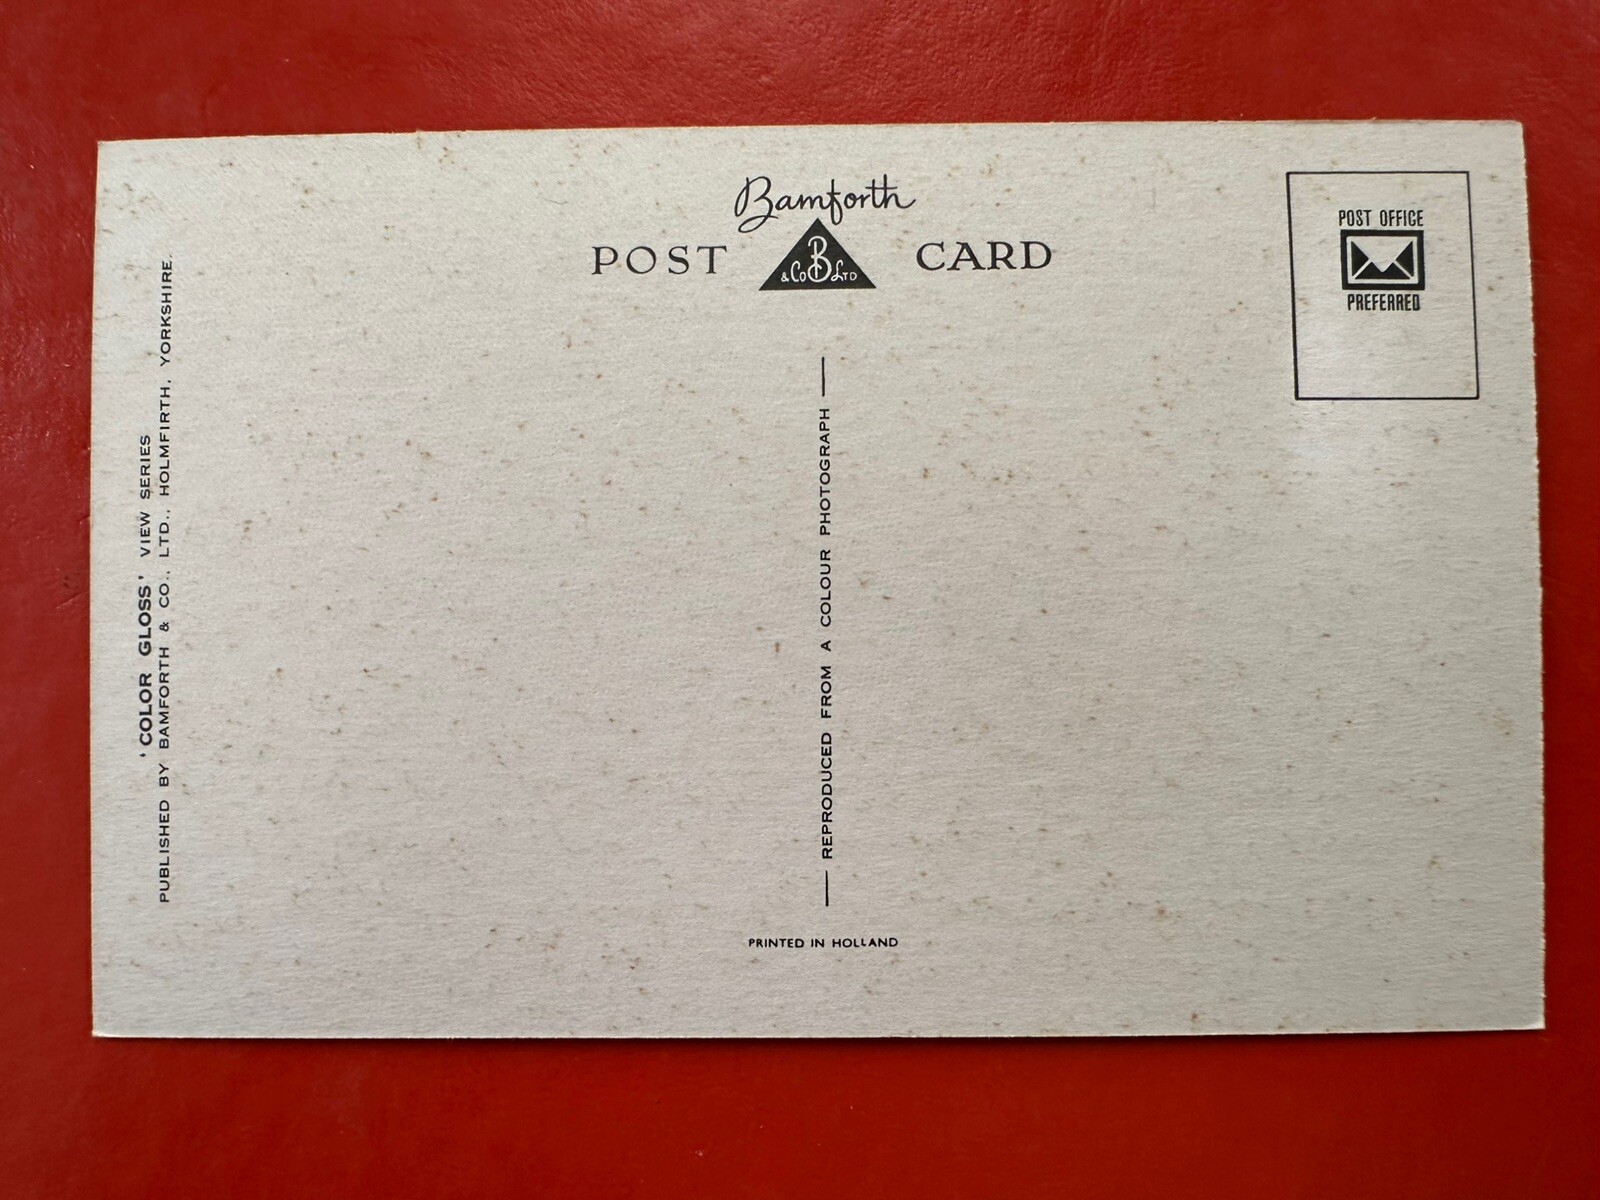 Bamforth
POST CARD
& Co B LTD
POST OFFICE
PREFERRED
'COLOR GLOSS' VIEW SERIES
PUBLISHED BY BAMFORTH & CO., LTD., HOLMFIRTH, YORKSHIRE.
REPRODUCED FROM A COLOUR PHOTOGRAPH
PRINTED IN HOLLAND